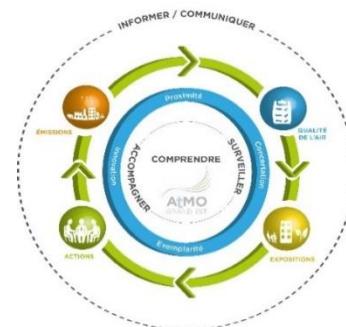 INFORMER / COMMUNIQUER
Proximité
ÉMISSIONS
QUALITÉ
DE L'AIR
Innovation
ACCOMPAGNER
COMPRENDRE
SURVEILLER
Concertation
AtMO
GRAND EST
ACTIONS
Exemplarité
EXPOSITIONS